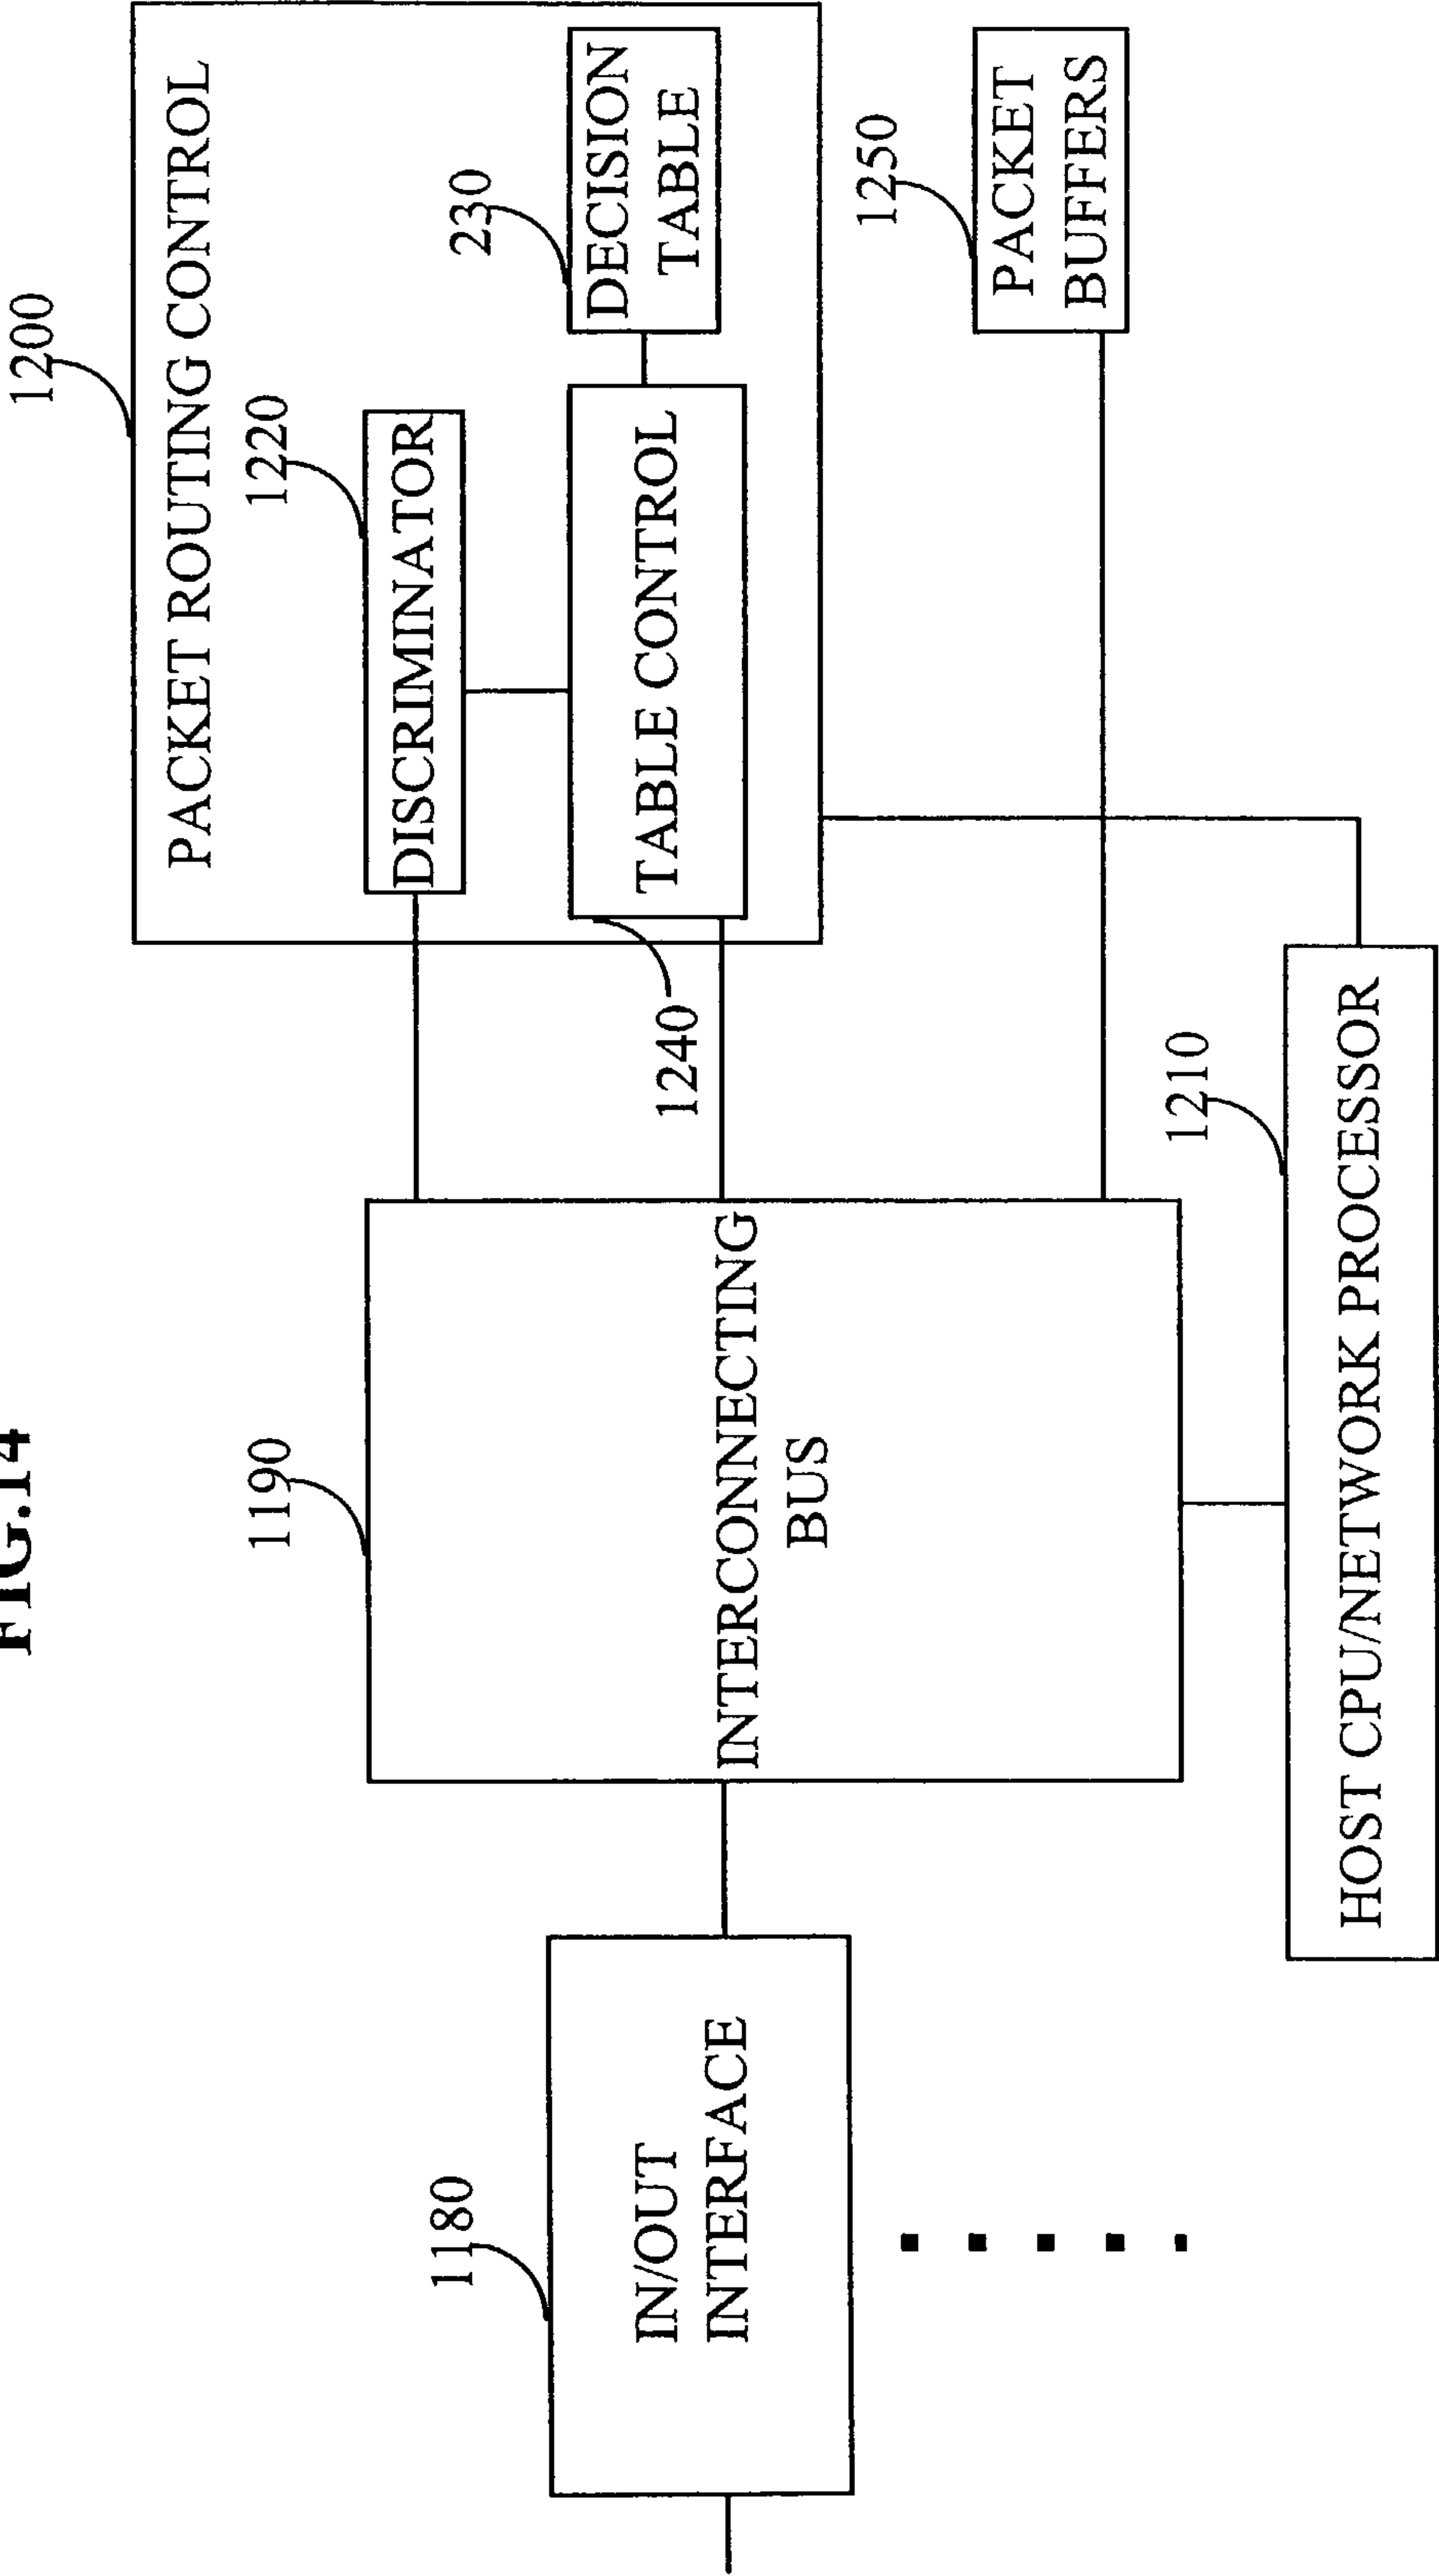 FIG.14
1200
PACKET ROUTING CONTROL
1220
DISCRIMINATOR
230
DECISION
TABLE
TABLE CONTROL
1240
1250
PACKET
BUFFERS
1190
INTERCONNECTING
BUS
1180
IN/OUT
INTERFACE
1210
HOST CPU/NETWORK PROCESSOR